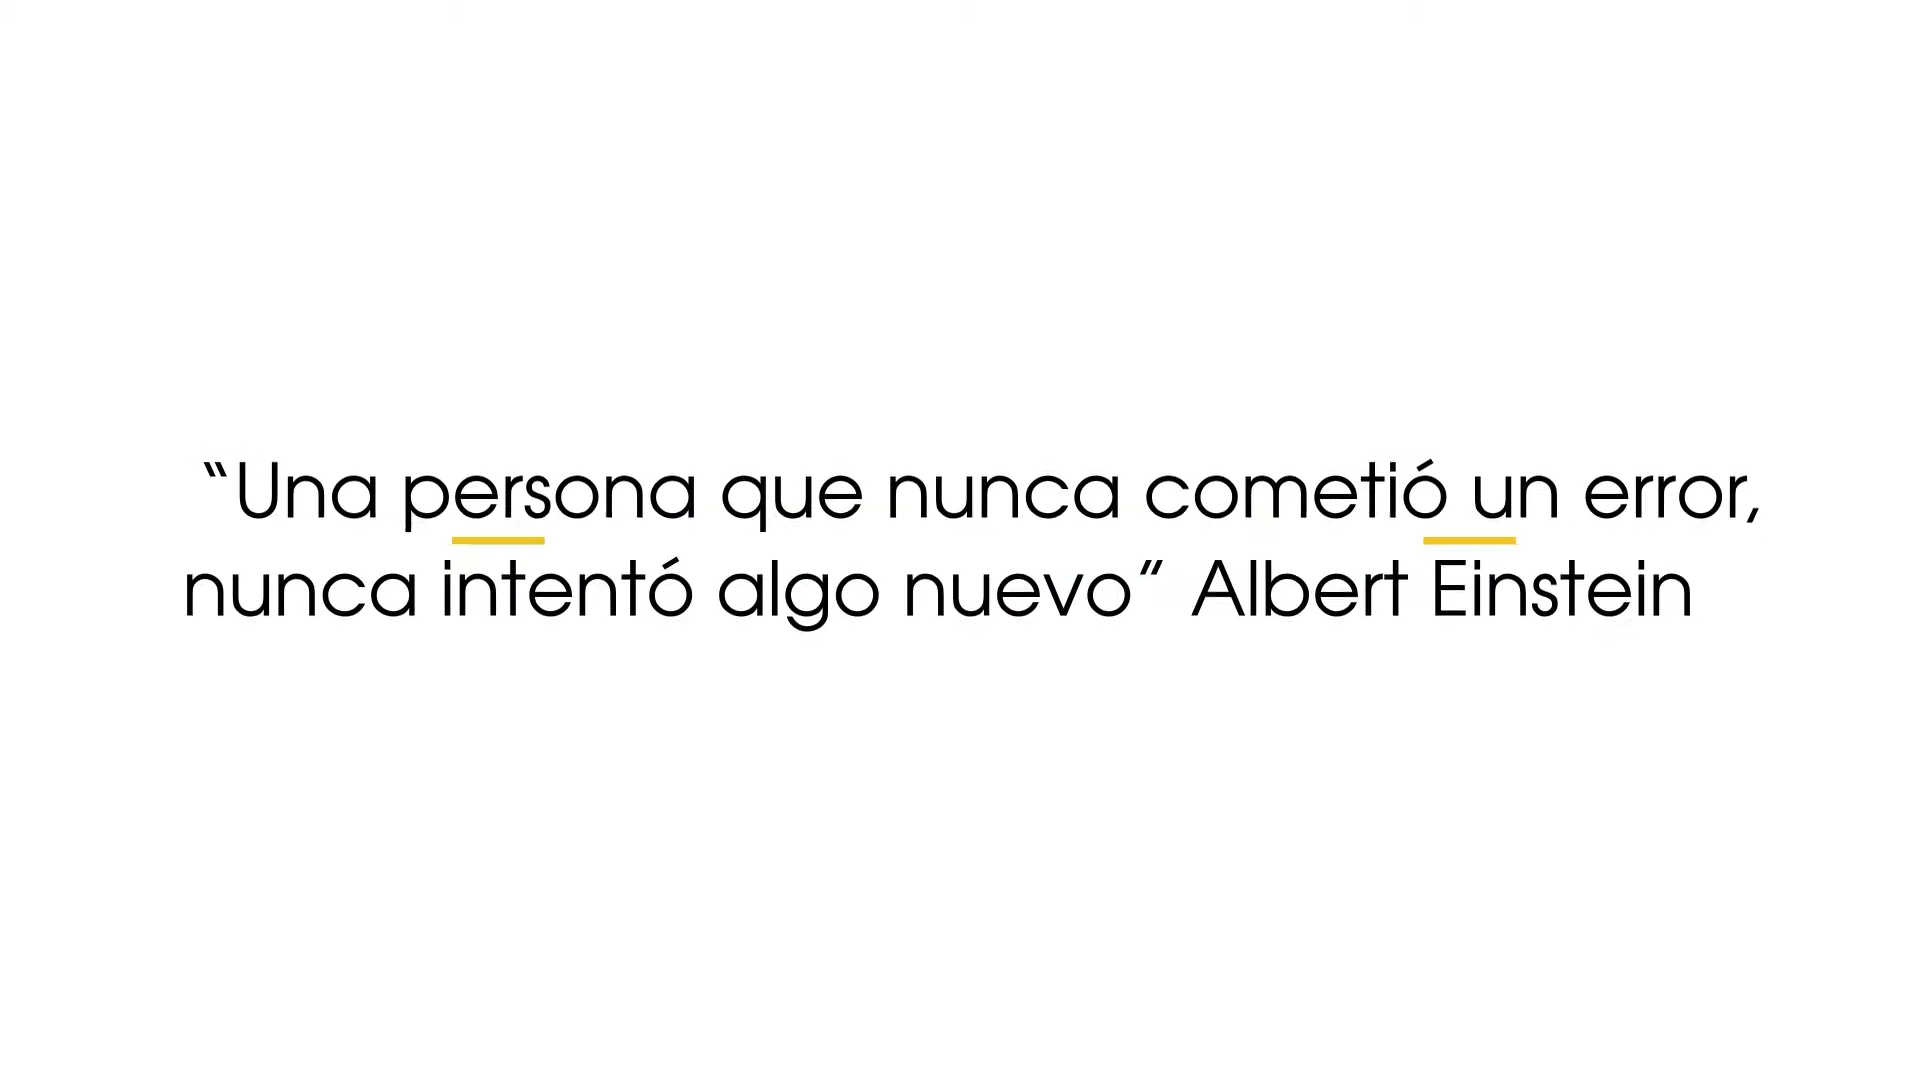 “Una persona que nunca cometió un error,
nunca intentó algo nuevo” Albert Einstein